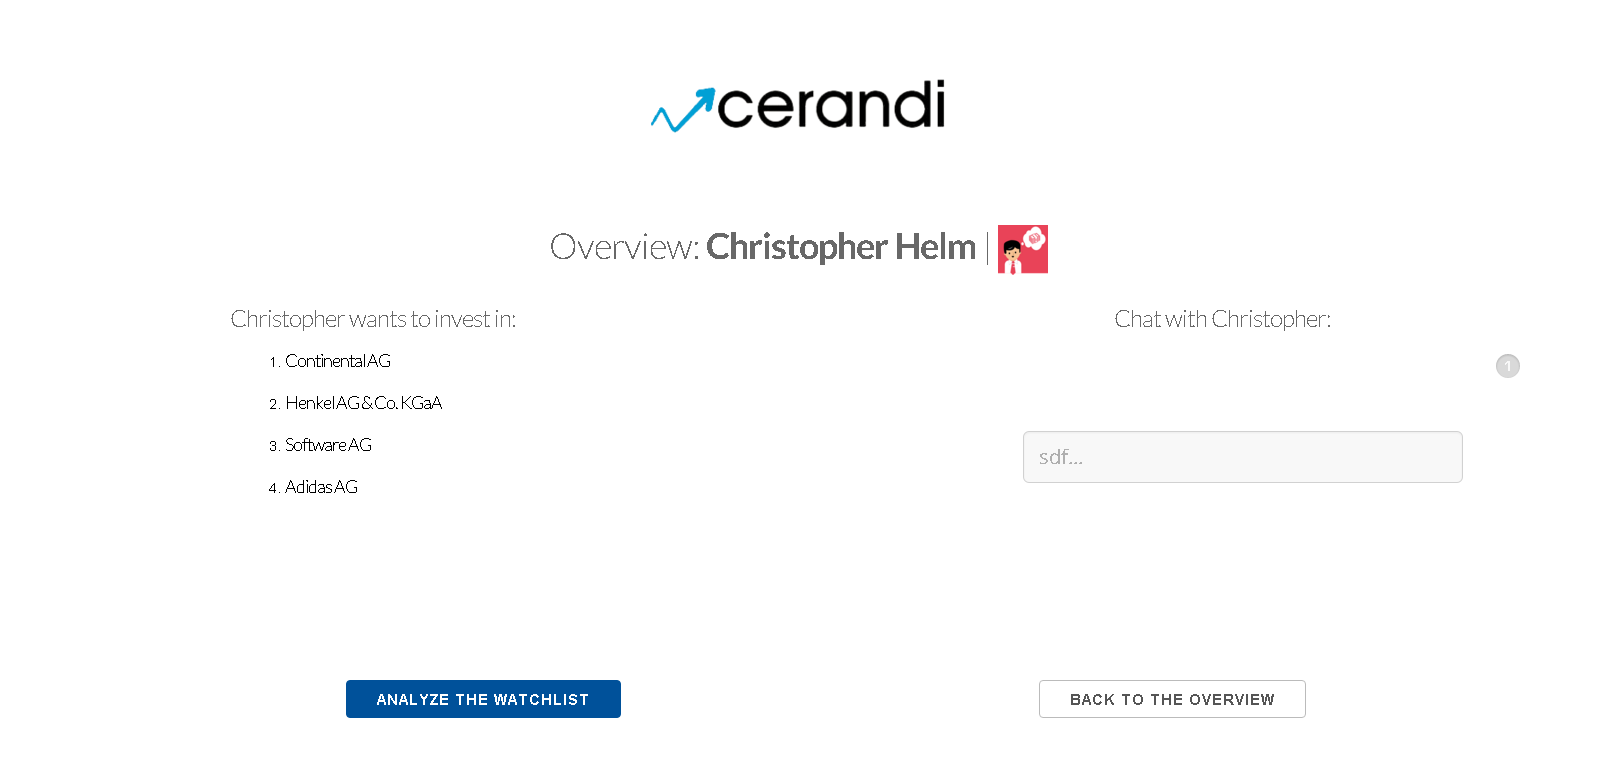 cerandi
Overview: Christopher Helm |
Christopher wants to invest in:
1. Continental AG
2. Henkel AG & Co. KGaA
3. Software AG
4. Adidas AG
Chat with Christopher:
1
sdf...
ANALYZE THE WATCHLIST
BACK TO THE OVERVIEW